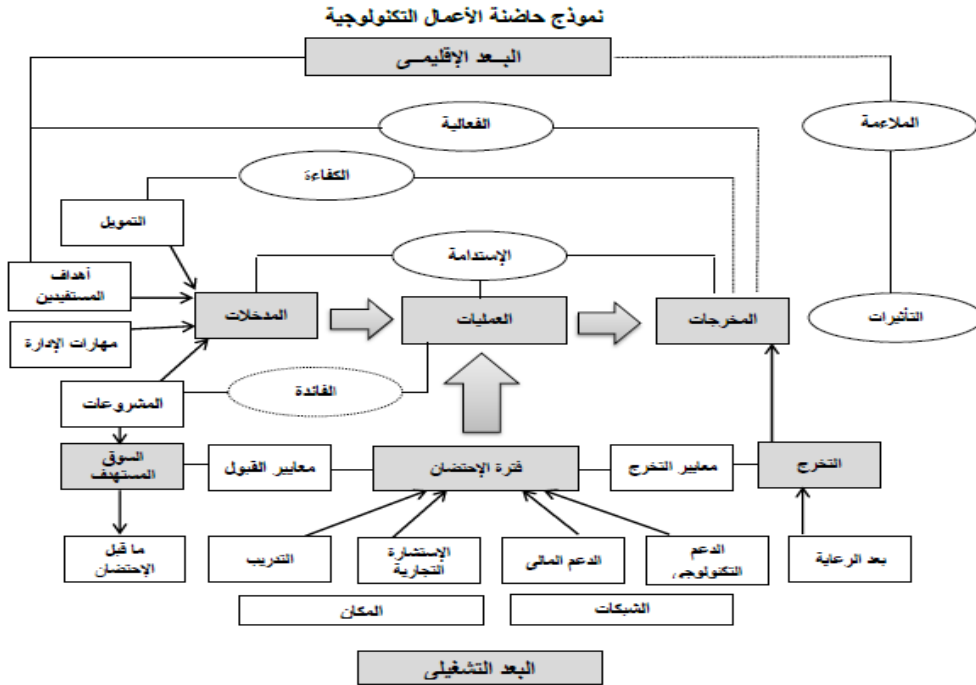 نموذج حاضنة الأعمال التكنولوجية
البـعد الإقليمـــى
الملاءمة
الفعالية
الكفاءة
التمويل
الإستدامة
أهداف
المستفيدين
المدخلات
العمليات
المخرجات
التأثيرات
مهارات الإدارة
الفائدة
المشروعات
السوق
المستهدف
معايير القبول
فترة الإحتضان
معايير التخرج
التخرج
ما قبل
الإحتضان
التدريب
الإستشارة
التجارية
الدعم المالى
الدعم
التكنولوجى
بعد الرعاية
المكان
الشبكات
البعد التشغيلى